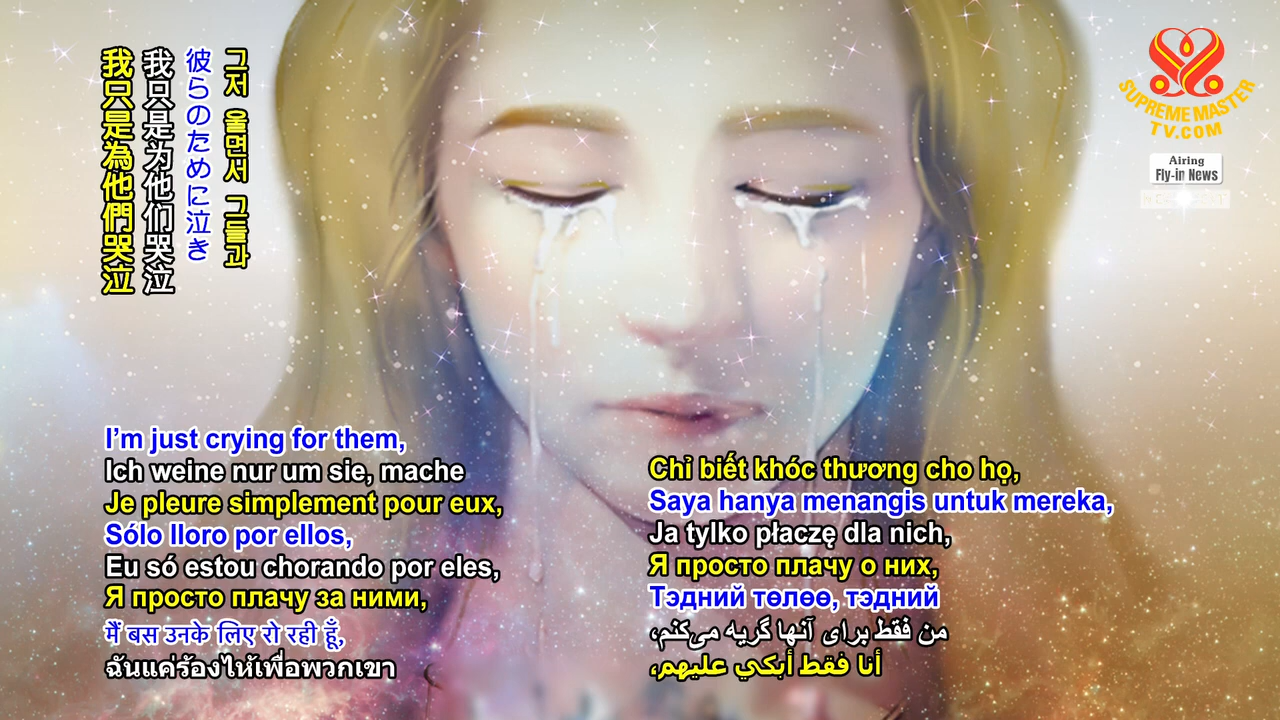 我只是為他們哭泣
我只是为他们哭泣
彼らのために泣き
그저 울면서 그들과
SUPREME MASTER
TV.COM
Airing
Fly-in News
I’m just crying for them,
Ich weine nur um sie, mache
Je pleure simplement pour eux,
Sólo lloro por ellos,
Eu só estou chorando por eles,
Я просто плачу за ними,
मैं बस उनके लिए रो रही हूँ,
ฉันแค่ร้องไห้เพื่อพวกเขา
Chỉ biết khóc thương cho họ,
Saya hanya menangis untuk mereka,
Ja tylko płaczę dla nich,
Я просто плачу о них,
Тэдний төлөө, тэдний
من فقط برای آنها گریه می‌کنم،
أنا فقط أبكي عليهم،